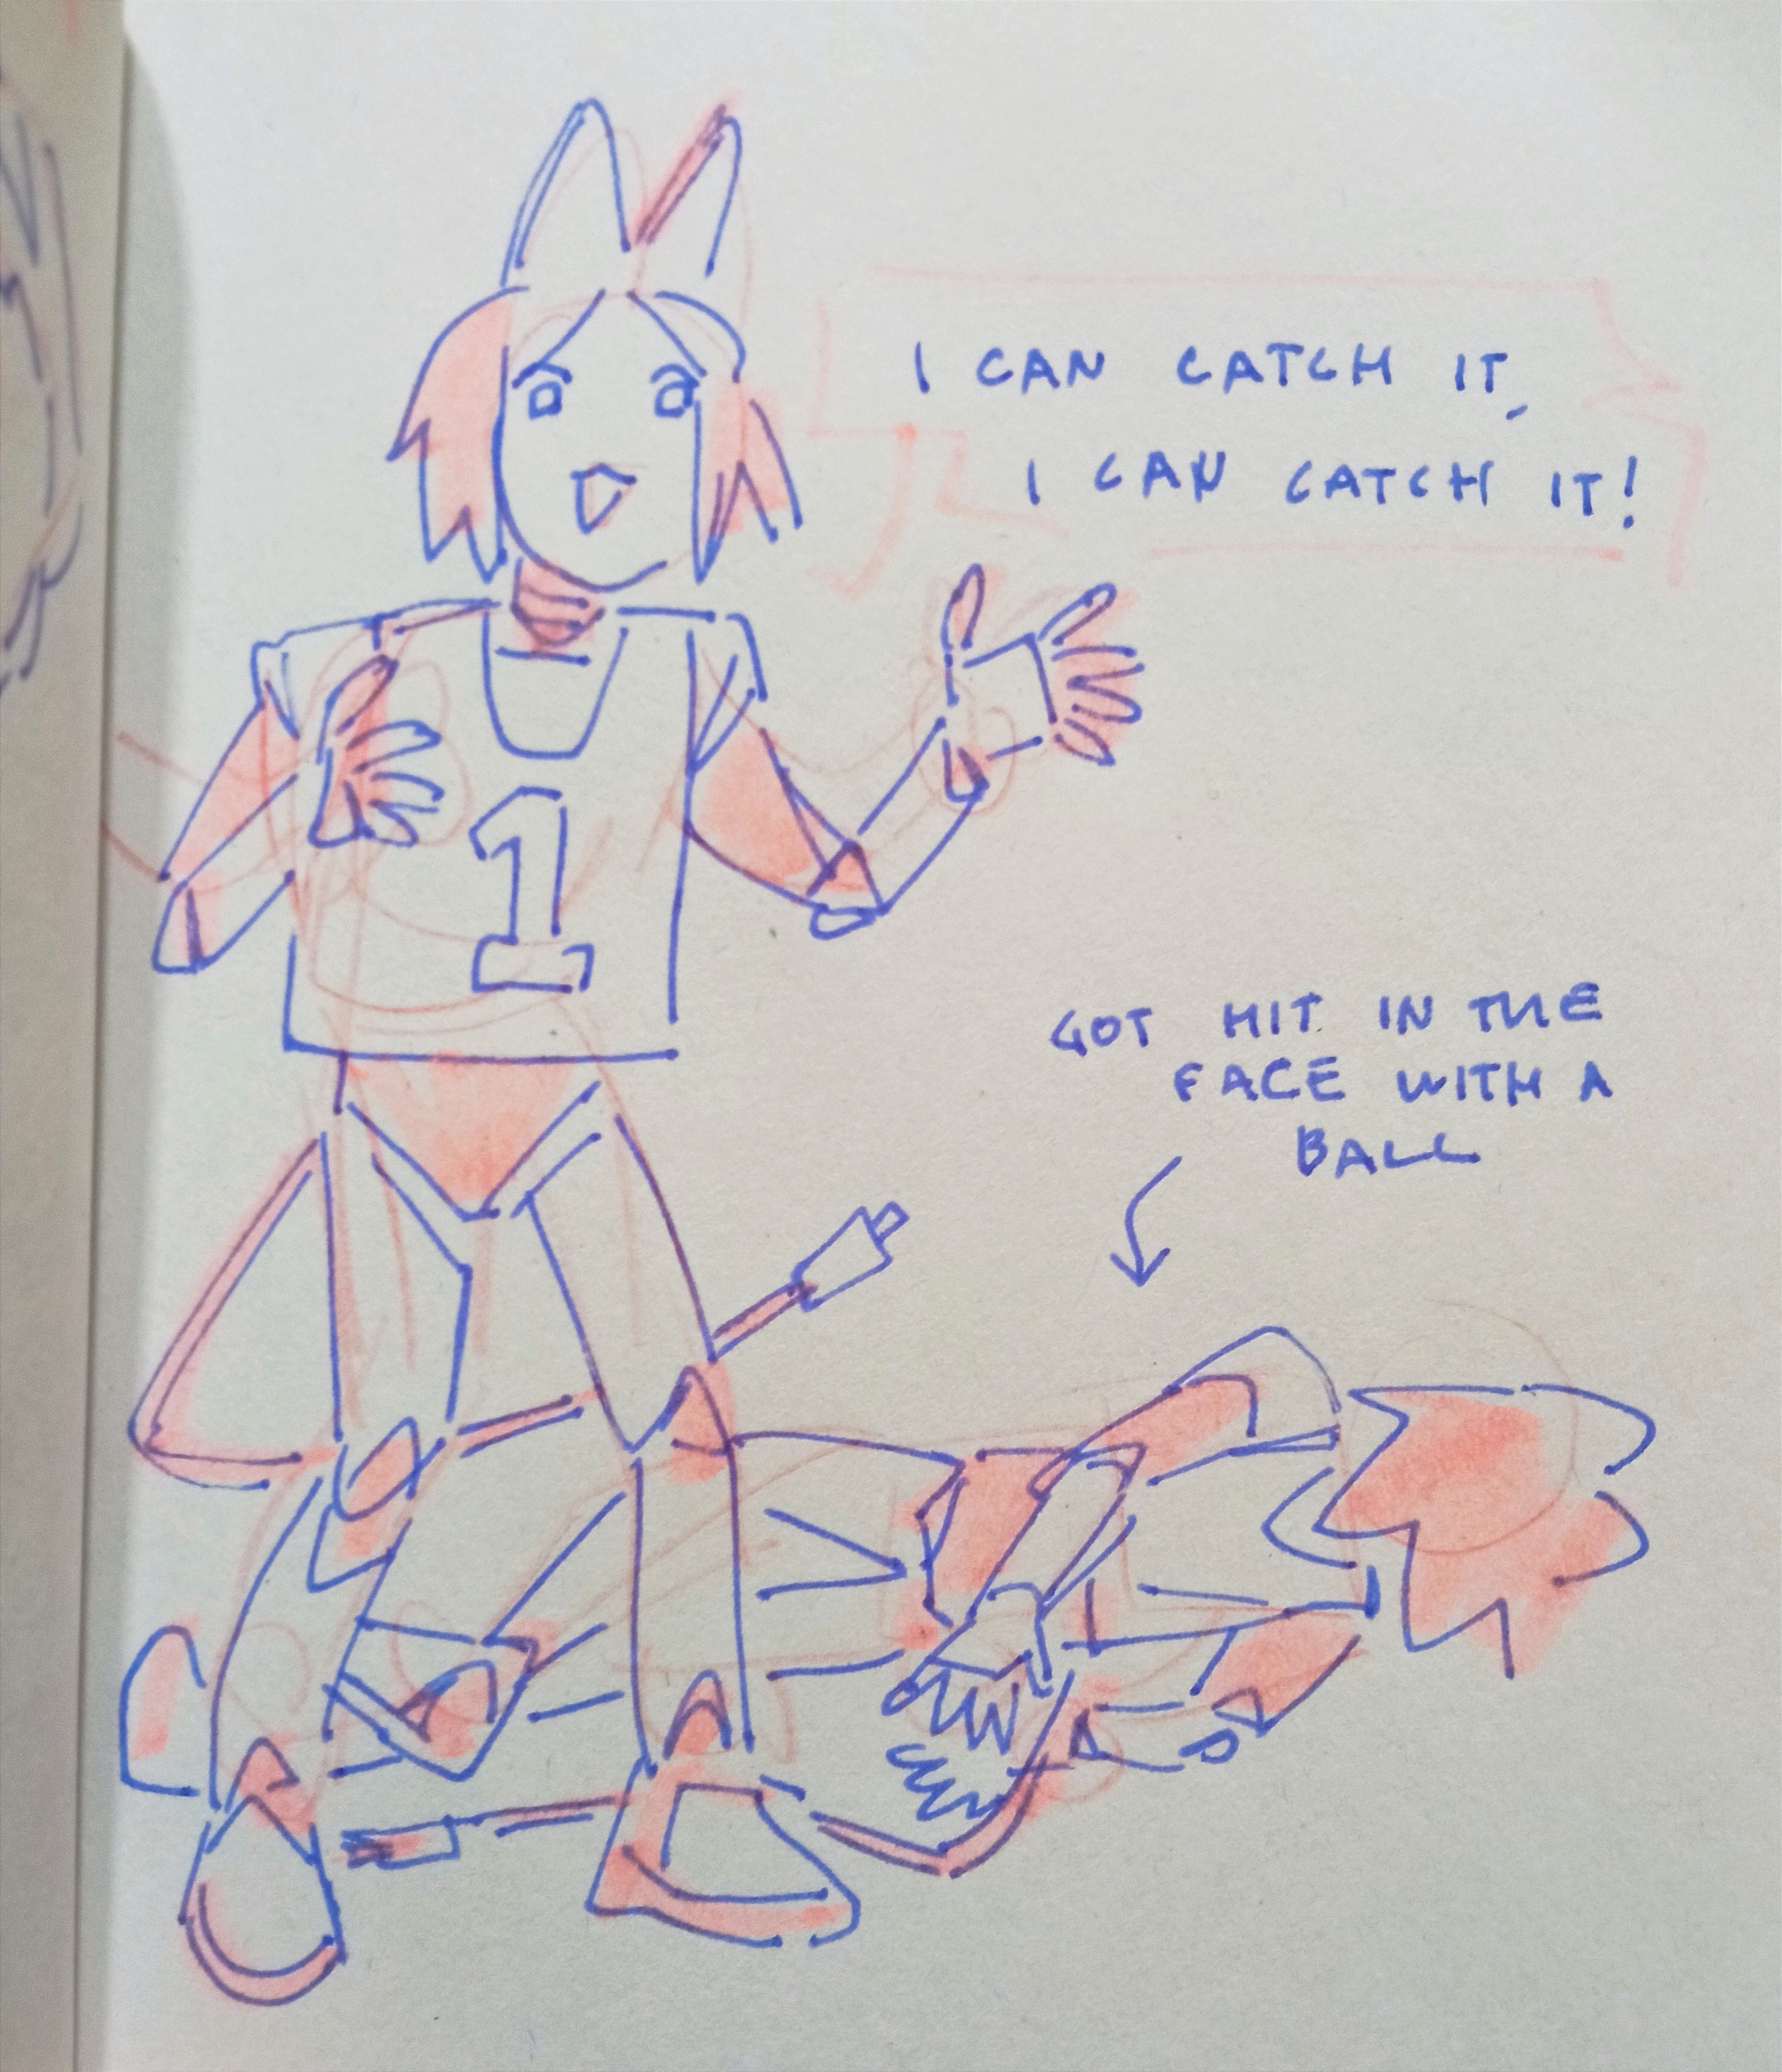 I CAN CATCH IT,
I CAN CATCH IT!
1
GOT HIT IN THE
FACE WITH A
BALL